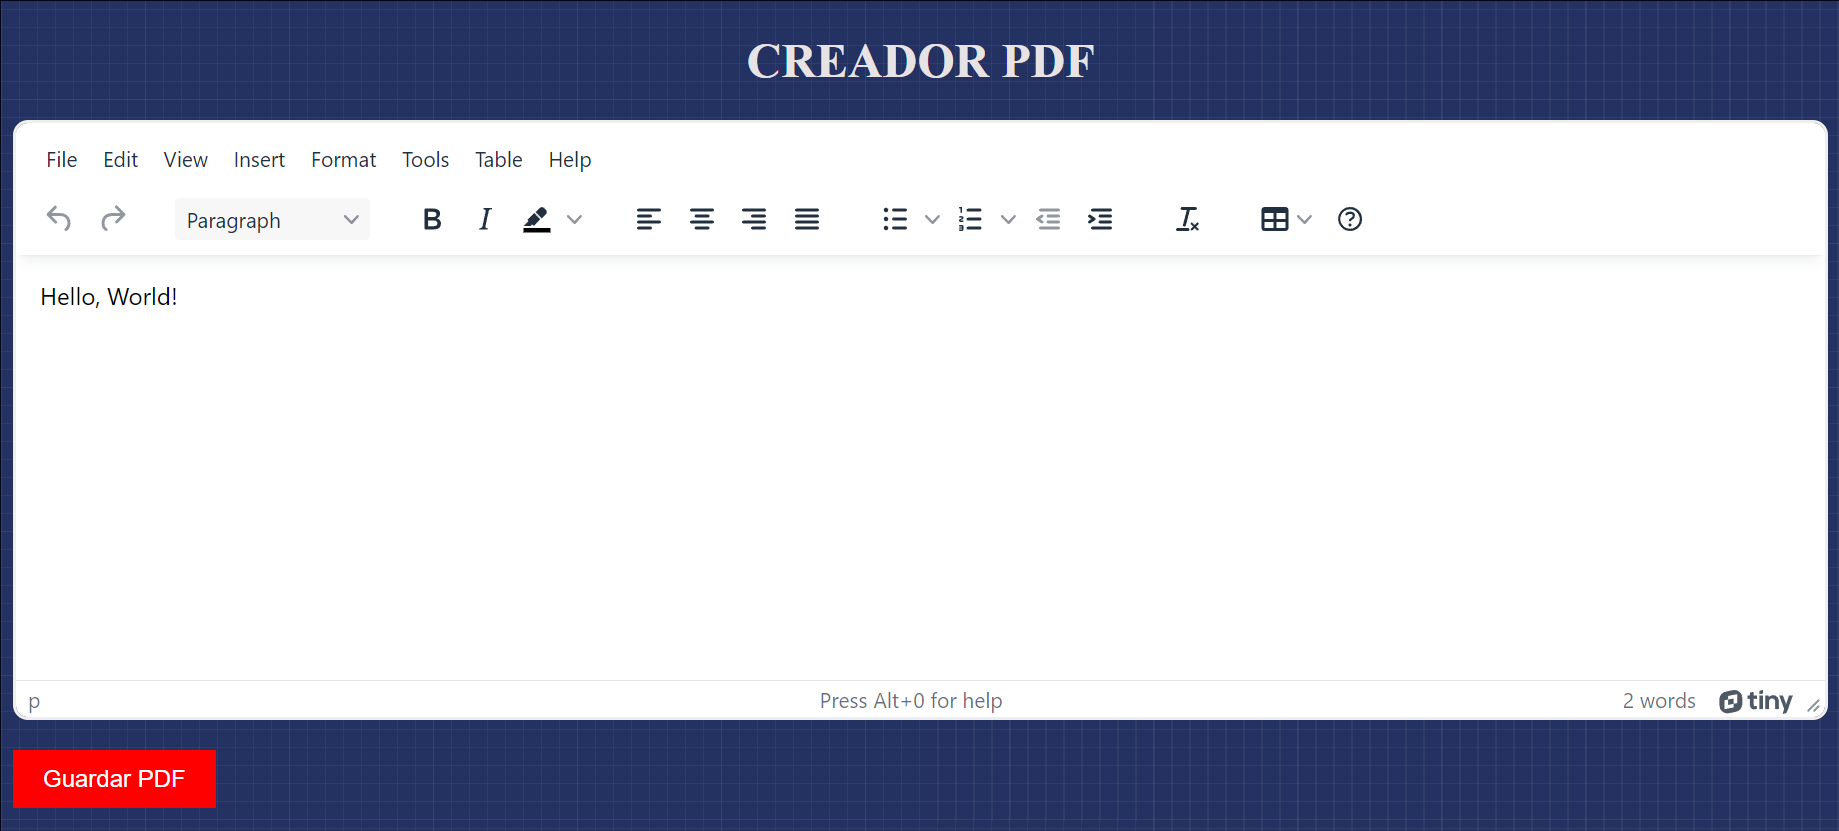 CREADOR PDF
File Edit View Insert Format Tools Table Help
Paragraph
Hello, World!
p Press Alt+0 for help 2 words tiny
Guardar PDF